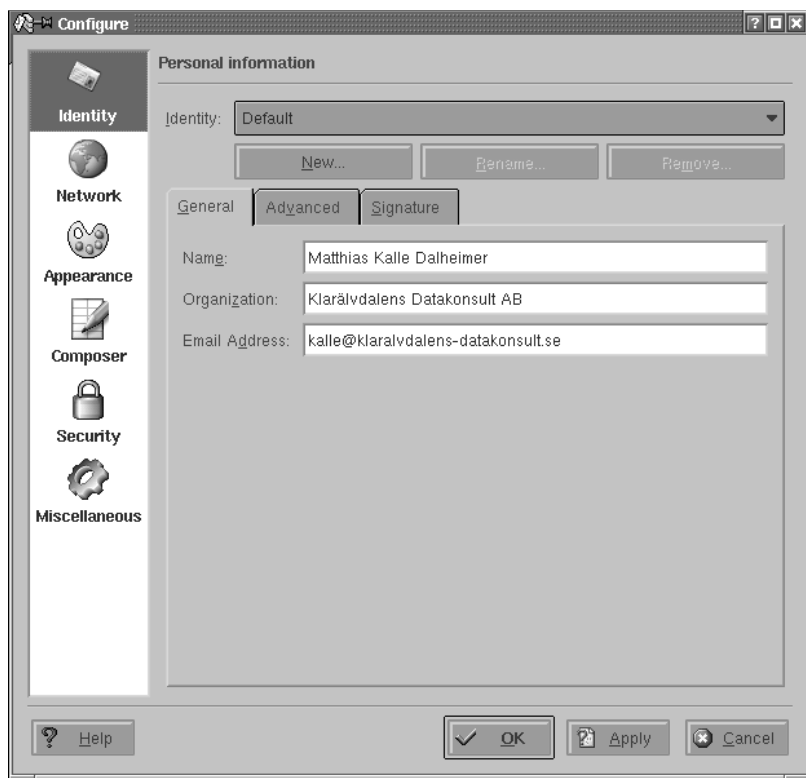 Configure
Identity
Network
Appearance
Composer
Security
Miscellaneous
Personal information
Identity: Default
New... Rename... Remove...
General Advanced Signature
Name: Matthias Kalle Dalheimer
Organization: Klarälvdalens Datakonsult AB
Email Address: kalle@klaralvdalens-datakonsult.se
Help OK Apply Cancel